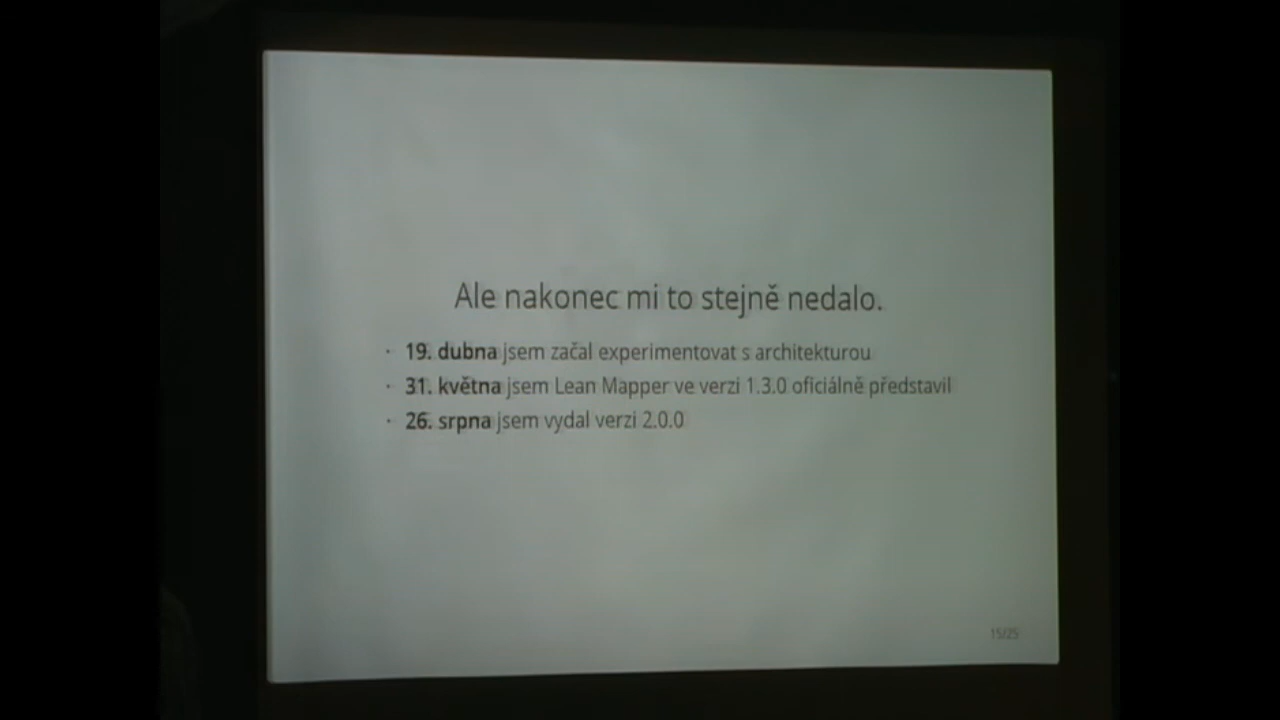 Ale nakonec mi to stejně nedalo.
· 19. dubna jsem začal experimentovat s architekturou
· 31. května jsem Lean Mapper ve verzi 1.3.0 oficiálně představil
· 26. srpna jsem vydal verzi 2.0.0
15/25